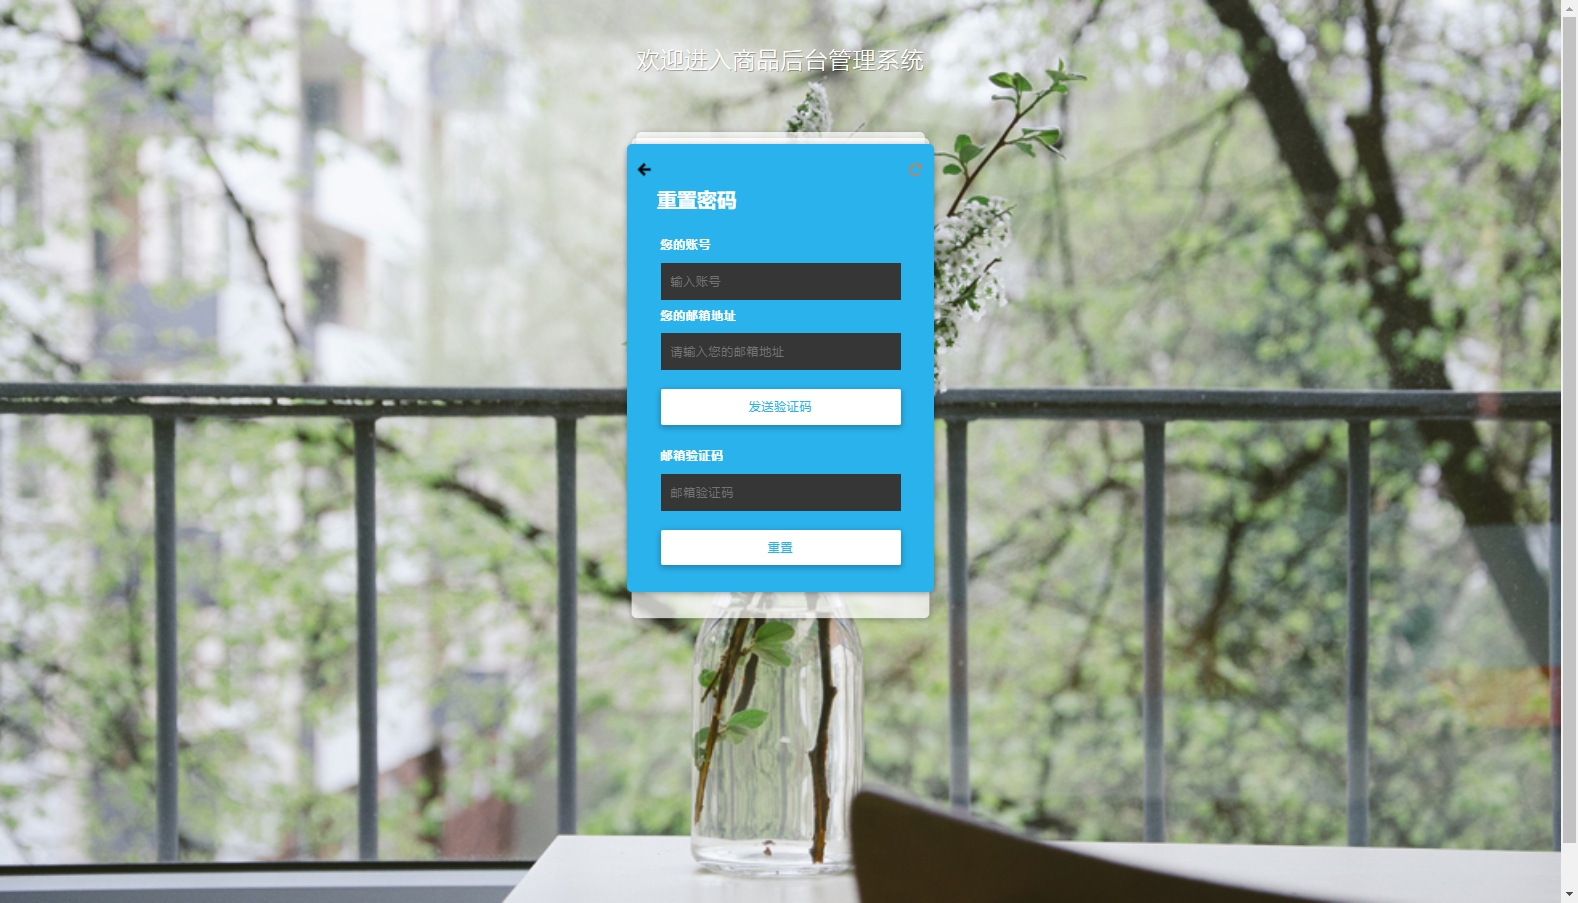 欢迎进入商品后台管理系统
重置密码
您的账号
输入账号
您的邮箱地址
请输入您的邮箱地址
发送验证码
邮箱验证码
邮箱验证码
重置